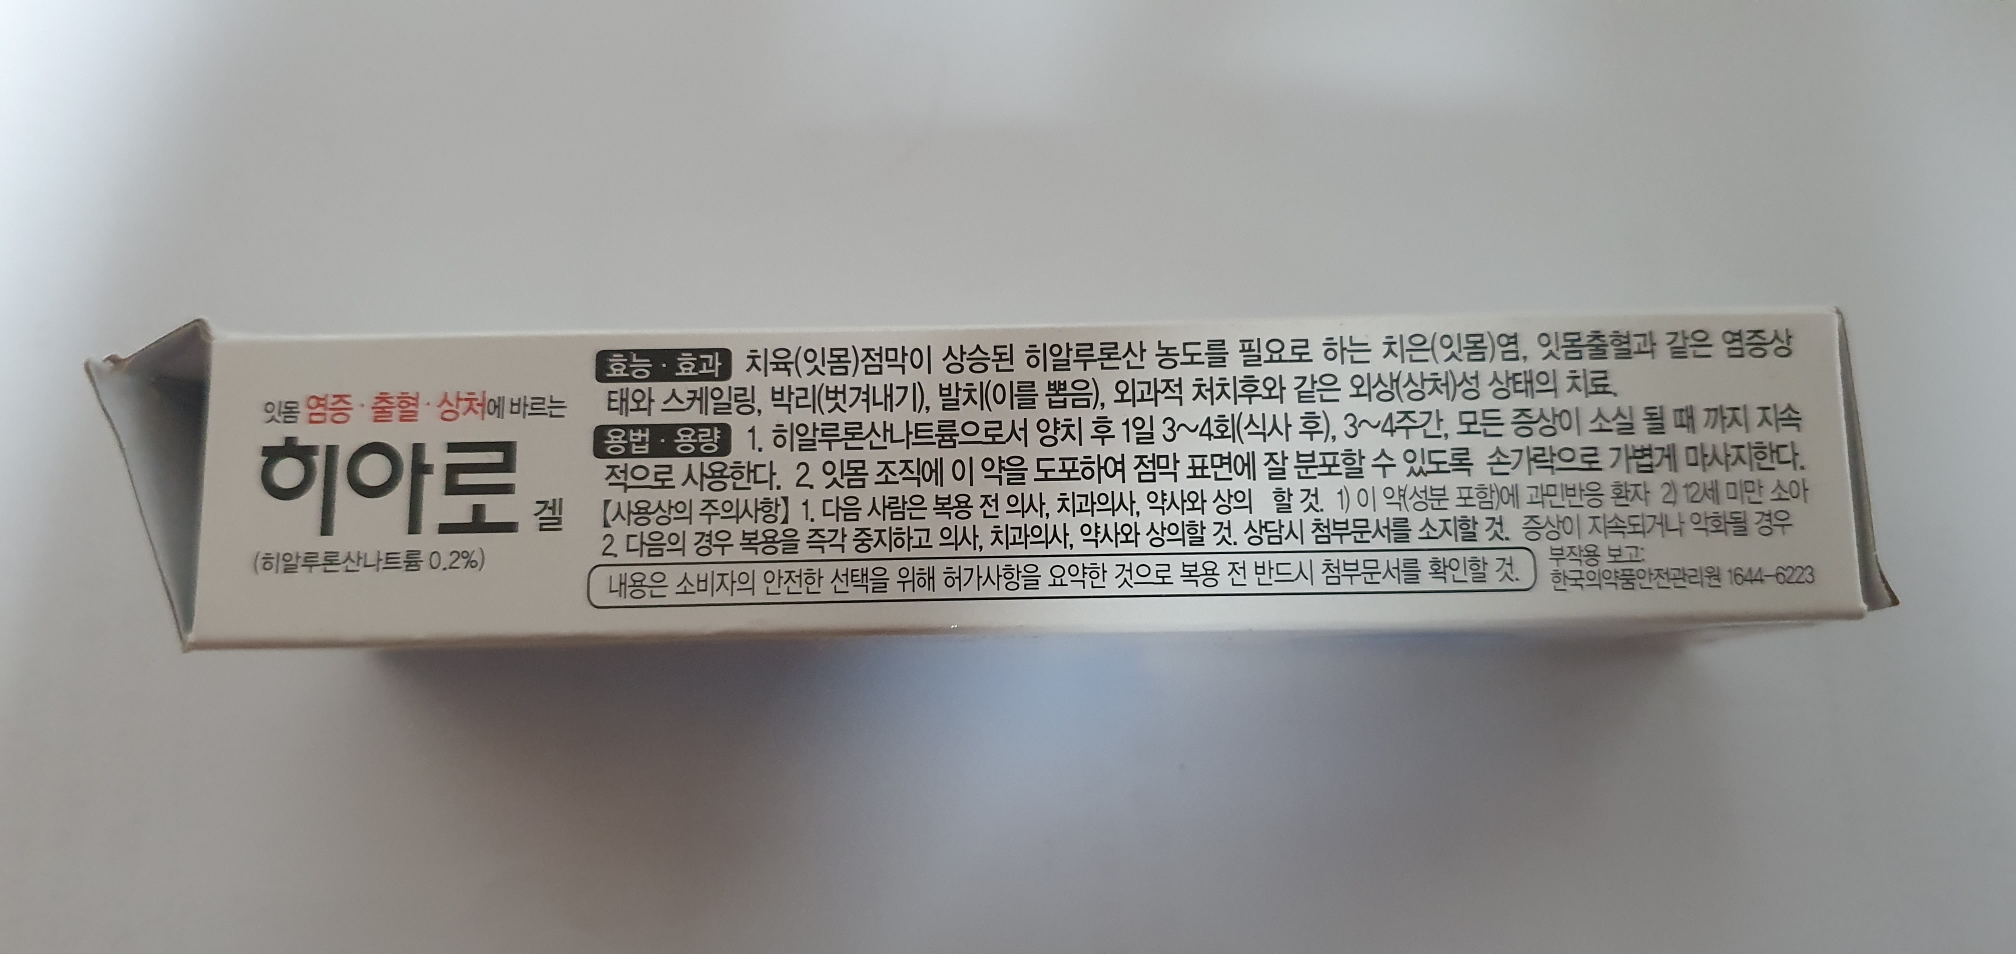 잇몸 염증·출혈·상처에 바르는
히아로 겔
(히알루론산나트륨 0.2%)
효능·효과 치육(잇몸)점막이 상승된 히알루론산 농도를 필요로 하는 치은(잇몸)염, 잇몸출혈과 같은 염증상
태와 스케일링, 박리(벗겨내기), 발치(이를 뽑음), 외과적 처치후와 같은 외상(상처)성 상태의 치료.
용법·용량 1. 히알루론산나트륨으로서 양치 후 1일 3~4회(식사 후), 3~4주간, 모든 증상이 소실 될 때 까지 지속
적으로 사용한다. 2. 잇몸 조직에 이 약을 도포하여 점막 표면에 잘 분포할 수 있도록 손가락으로 가볍게 마사지한다.
【사용상의 주의사항】 1. 다음 사람은 복용 전 의사, 치과의사, 약사와 상의 할 것. 1) 이 약(성분 포함)에 과민반응 환자 2) 12세 미만 소아
2. 다음의 경우 복용을 즉각 중지하고 의사, 치과의사, 약사와 상의할 것. 상담시 첨부문서를 소지할 것. 증상이 지속되거나 악화될 경우
내용은 소비자의 안전한 선택을 위해 허가사항을 요약한 것으로 복용 전 반드시 첨부문서를 확인할 것.
부작용 보고:
한국의약품안전관리원 1644-6223